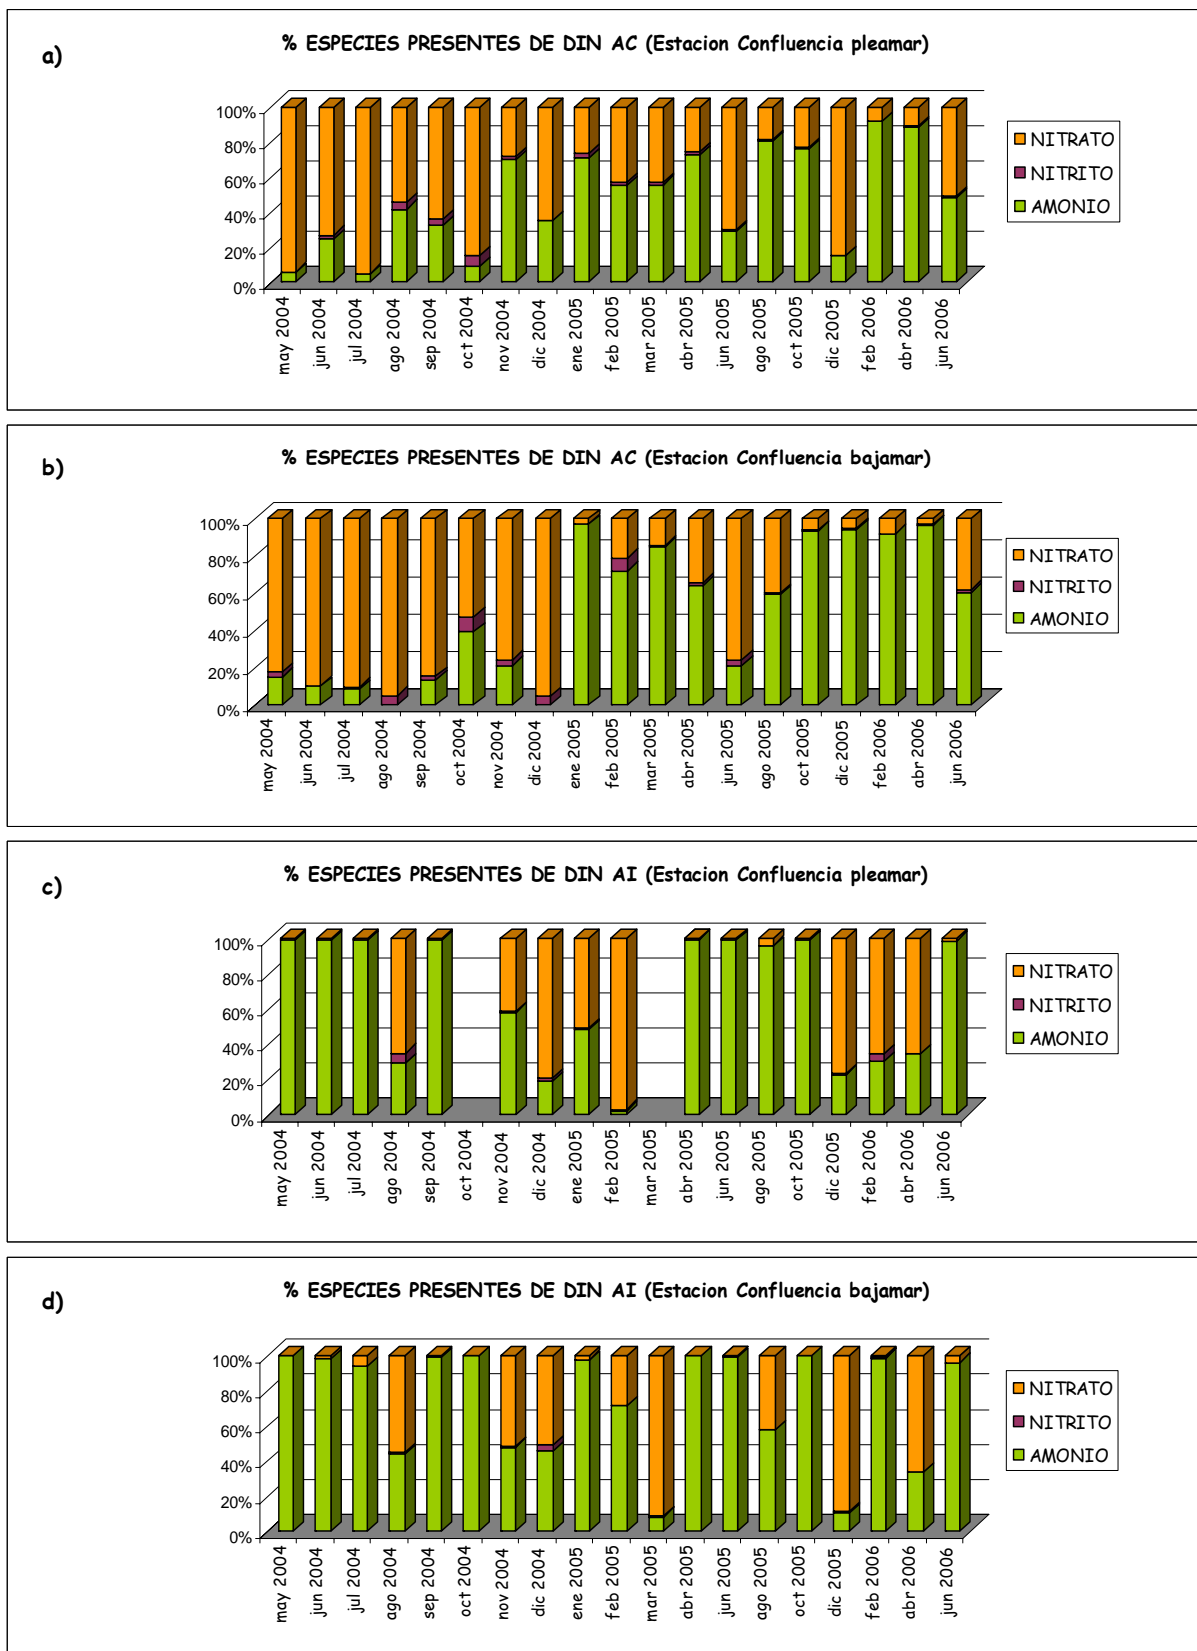 a)
% ESPECIES PRESENTES DE DIN AC (Estacion Confluencia pleamar)
100%
80%
60%
40%
20%
0%
may 2004
jun 2004
jul 2004
ago 2004
sep 2004
oct 2004
nov 2004
dic 2004
ene 2005
feb 2005
mar 2005
abr 2005
jun 2005
ago 2005
oct 2005
dic 2005
feb 2006
abr 2006
jun 2006
NITRATO
NITRITO
AMONIO
b)
% ESPECIES PRESENTES DE DIN AC (Estacion Confluencia bajamar)
100%
80%
60%
40%
20%
0%
may 2004
jun 2004
jul 2004
ago 2004
sep 2004
oct 2004
nov 2004
dic 2004
ene 2005
feb 2005
mar 2005
abr 2005
jun 2005
ago 2005
oct 2005
dic 2005
feb 2006
abr 2006
jun 2006
NITRATO
NITRITO
AMONIO
c)
% ESPECIES PRESENTES DE DIN AI (Estacion Confluencia pleamar)
100%
80%
60%
40%
20%
0%
may 2004
jun 2004
jul 2004
ago 2004
sep 2004
oct 2004
nov 2004
dic 2004
ene 2005
feb 2005
mar 2005
abr 2005
jun 2005
ago 2005
oct 2005
dic 2005
feb 2006
abr 2006
jun 2006
NITRATO
NITRITO
AMONIO
d)
% ESPECIES PRESENTES DE DIN AI (Estacion Confluencia bajamar)
100%
80%
60%
40%
20%
0%
may 2004
jun 2004
jul 2004
ago 2004
sep 2004
oct 2004
nov 2004
dic 2004
ene 2005
feb 2005
mar 2005
abr 2005
jun 2005
ago 2005
oct 2005
dic 2005
feb 2006
abr 2006
jun 2006
NITRATO
NITRITO
AMONIO